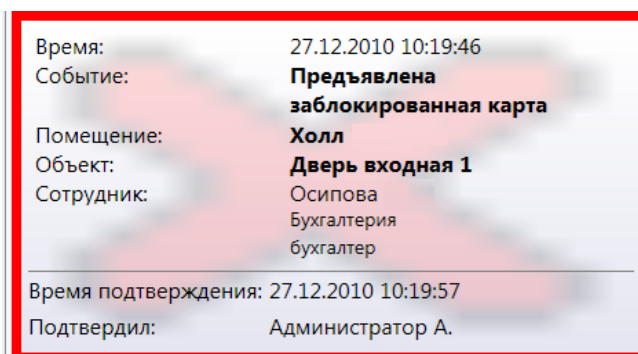 Время: 27.12.2010 10:19:46
Событие: Предъявлена
заблокированная карта
Помещение: Холл
Объект: Дверь входная 1
Сотрудник: Осипова
Бухгалтерия
бухгалтер
Время подтверждения: 27.12.2010 10:19:57
Подтвердил: Администратор А.